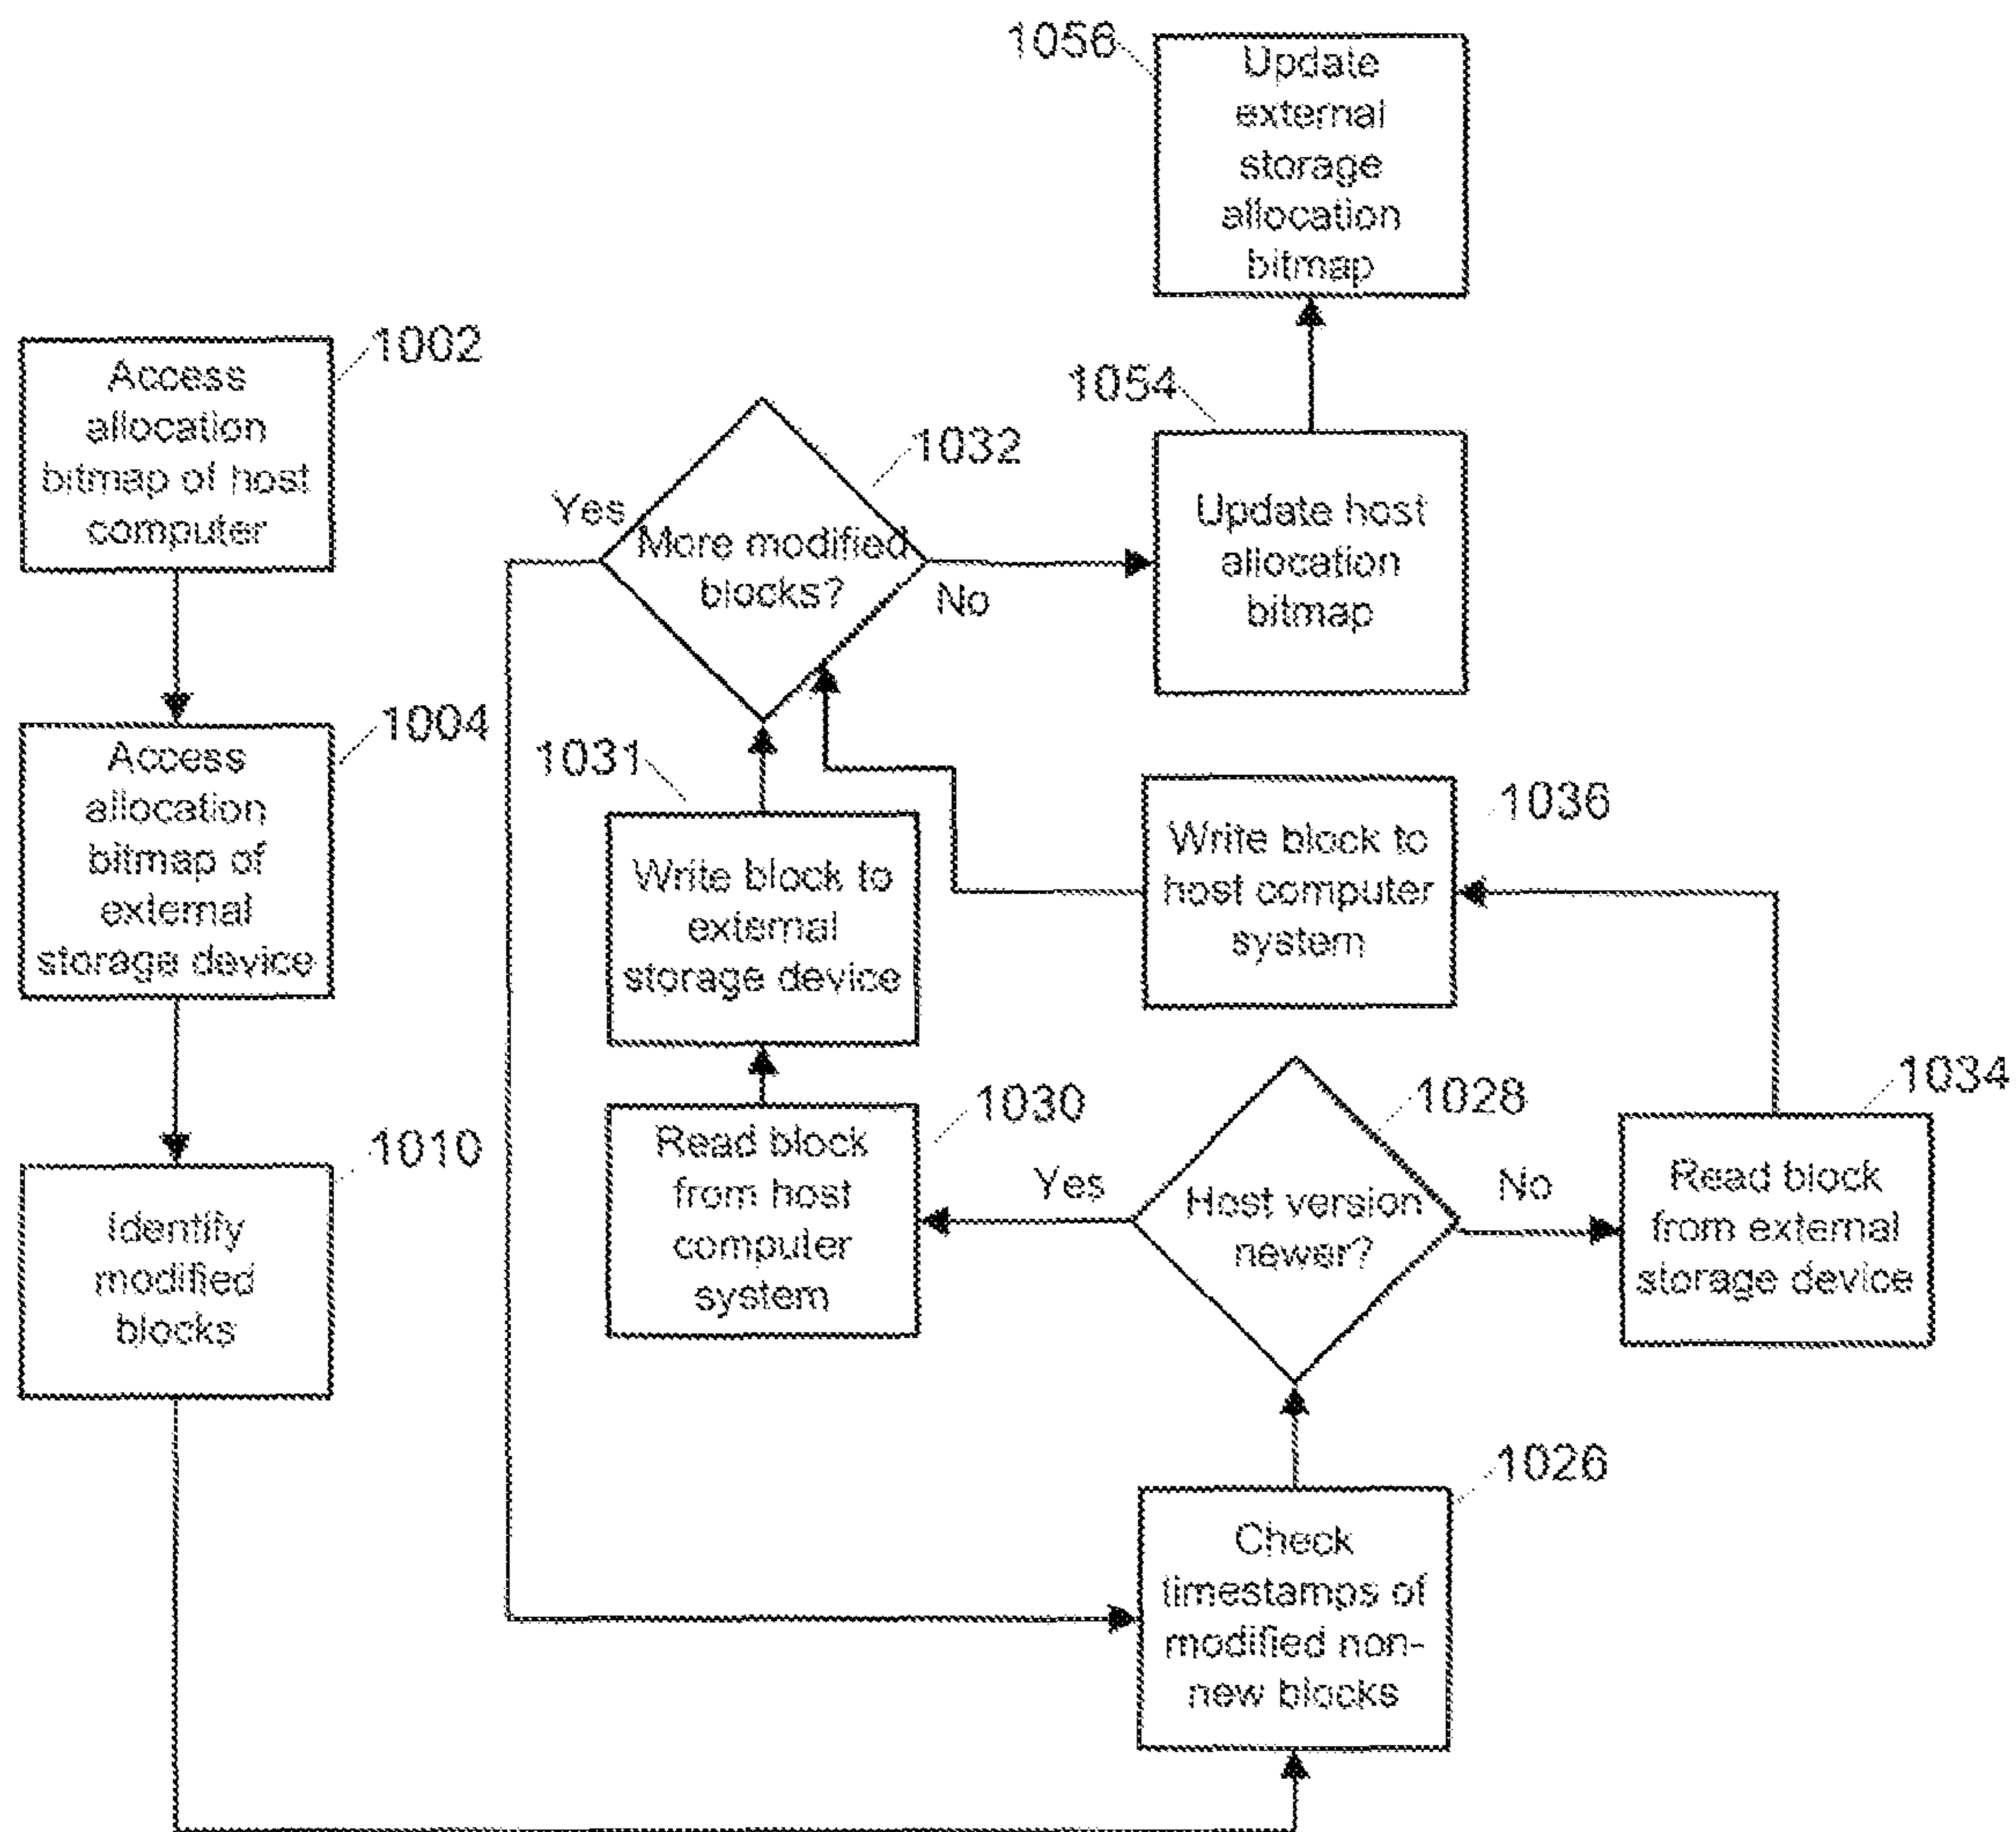 1056
Update
external
storage
allocation
bitmap
1002
Access
allocation
bitmap of host
computer
1054
Update host
allocation
bitmap
1032
Yes
More modified
blocks?
No
1004
Access
allocation
bitmap of
external
storage device
1031
Write block to
external
storage device
1036
Write block to
host computer
system
1010
Identify
modified
blocks
1030
Read block
from host
computer
system
Yes
1028
Host version
newer?
No
1034
Read block
from external
storage device
1026
Check
timestamps of
modified non-
new blocks